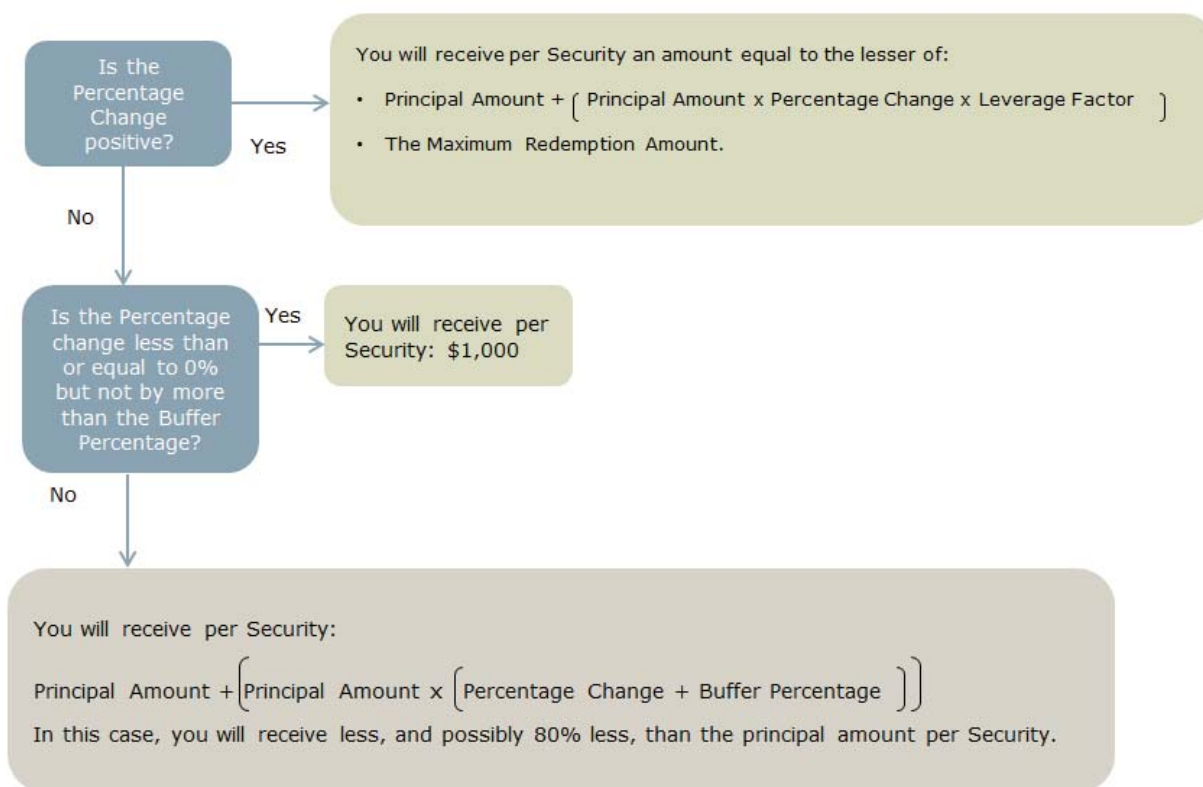 Is the
Percentage
Change
positive?
Yes
You will receive per Security an amount equal to the lesser of:
• Principal Amount + ( Principal Amount x Percentage Change x Leverage Factor )
• The Maximum Redemption Amount.
No
Is the Percentage
change less than
or equal to 0%
but not by more
than the Buffer
Percentage?
Yes
You will receive per
Security: $1,000
No
You will receive per Security:
Principal Amount + (Principal Amount x (Percentage Change + Buffer Percentage ))
In this case, you will receive less, and possibly 80% less, than the principal amount per Security.